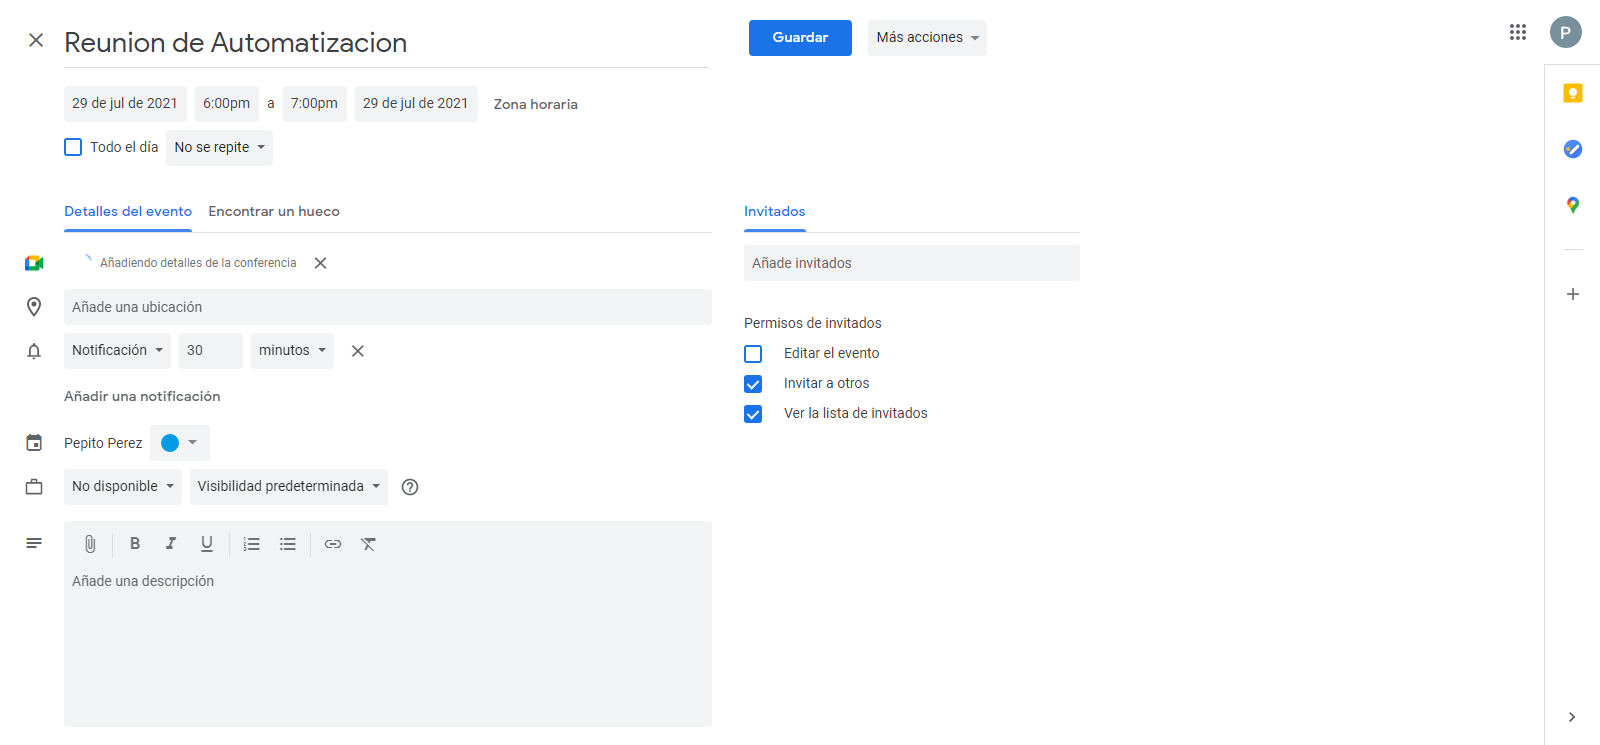 Reunion de Automatizacion
Guardar
Más acciones
P
29 de jul de 2021 6:00pm a 7:00pm 29 de jul de 2021 Zona horaria
Todo el día No se repite
Detalles del evento Encontrar un hueco
Añadiendo detalles de la conferencia
Añade una ubicación
Notificación 30 minutos
Añadir una notificación
Pepito Perez
No disponible Visibilidad predeterminada
B I U
Añade una descripción
Invitados
Añade invitados
Permisos de invitados
Editar el evento
Invitar a otros
Ver la lista de invitados